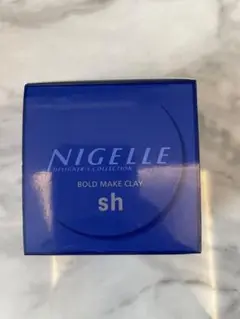 NIGELLE
DESIGNER'S COLLECTION
BOLD MAKE CLAY
sh